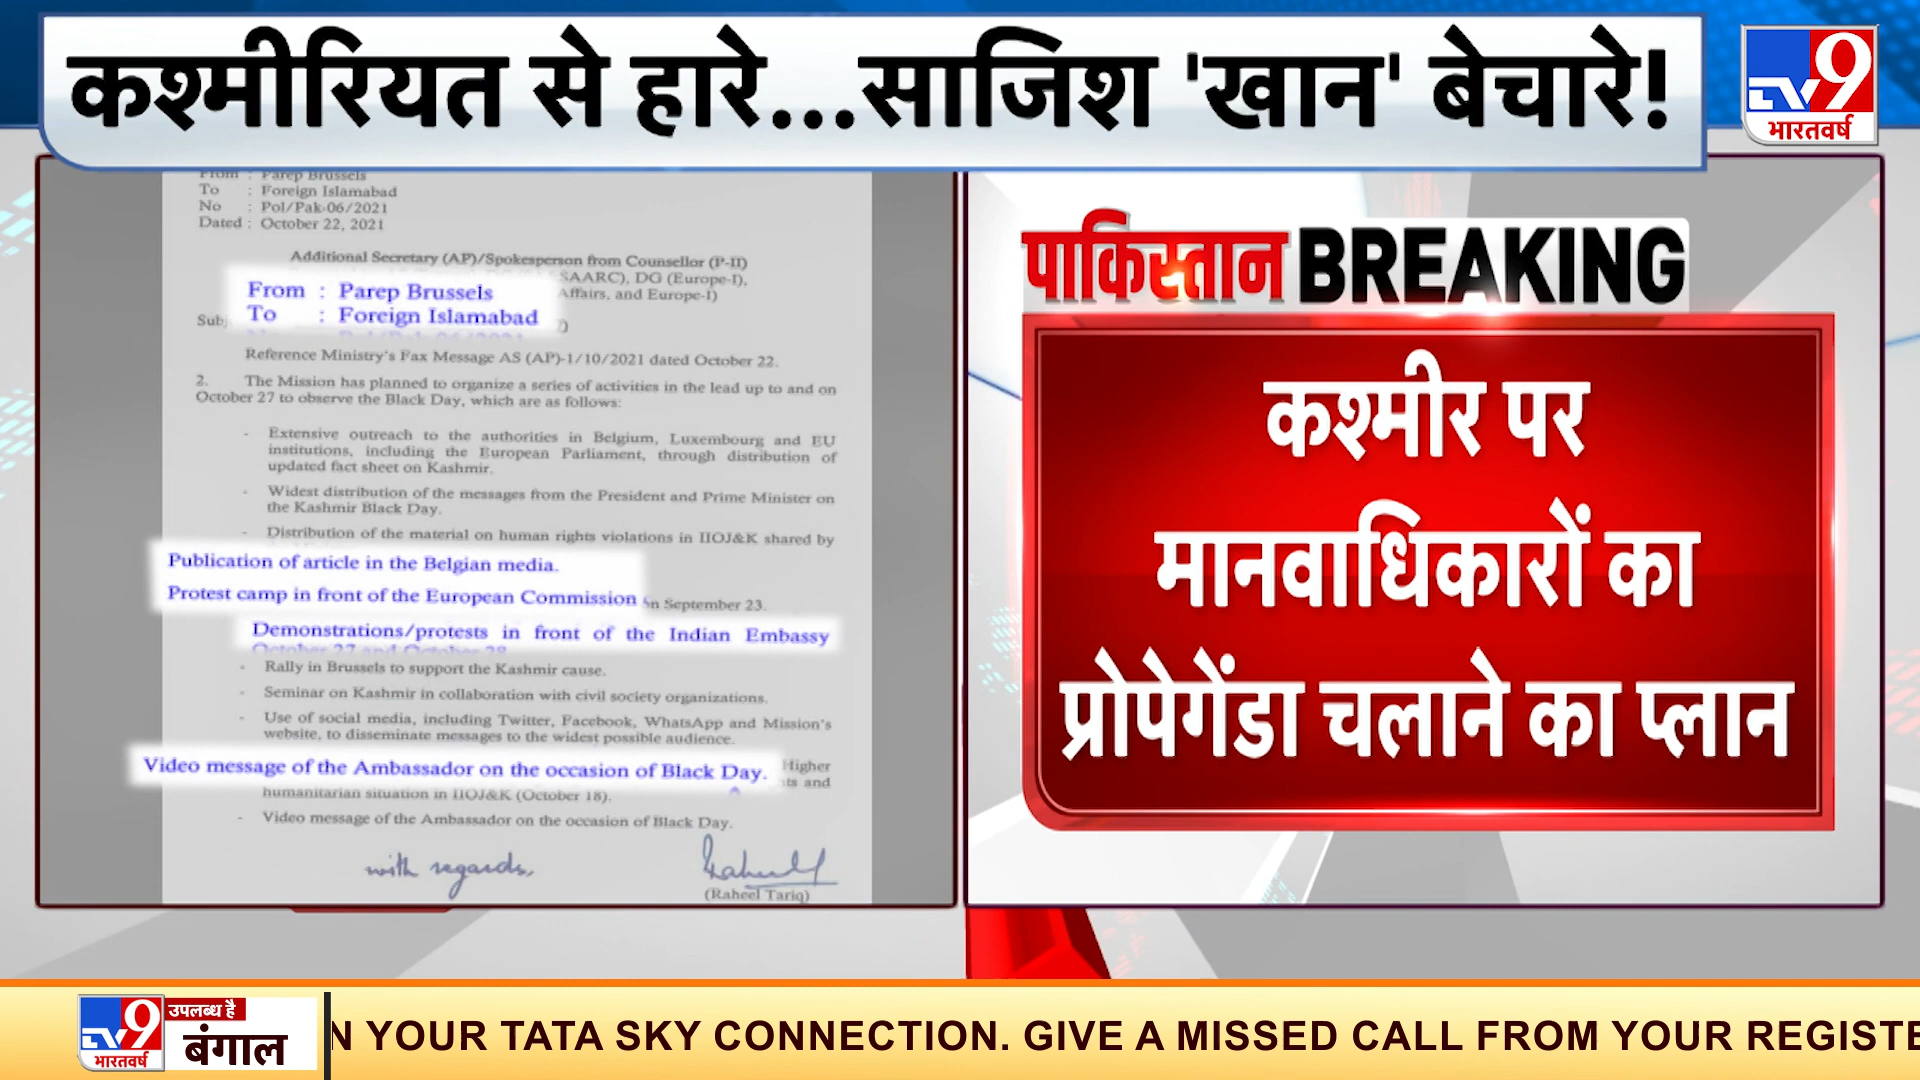 कश्मीरियत से हारे...साजिश 'खान' बेचारे!
TV9
भारतवर्ष
From : Parep Brussels
To : Foreign Islamabad
No : Pol/Pak-06/2021
Dated : October 22, 2021
Additional Secretary (AP)/Spokesperson from Counsellor (P-II)
SAARC), DG (Europe-I),
Affairs, and Europe-I)
From : Parep Brussels
To : Foreign Islamabad
Reference Ministry's Fax Message AS (AP)-1/10/2021 dated October 22.
2. The Mission has planned to organize a series of activities in the lead up to and on
October 27 to observe the Black Day, which are as follows:
- Extensive outreach to the authorities in Belgium, Luxembourg and EU
institutions, including the European Parliament, through distribution of
updated fact sheet on Kashmir.
- Widest distribution of the messages from the President and Prime Minister on
the Kashmir Black Day.
- Distribution of the material on human rights violations in IIOJ&K shared by
Publication of article in the Belgian media.
Protest camp in front of the European Commission on September 23.
Demonstrations/protests in front of the Indian Embassy
October 27 and October 28
- Rally in Brussels to support the Kashmir cause.
- Seminar on Kashmir in collaboration with civil society organizations.
- Use of social media, including Twitter, Facebook, WhatsApp and Mission's
website, to disseminate messages to the widest possible audience.
Video message of the Ambassador on the occasion of Black Day.
Higher
and
humanitarian situation in IIOJ&K (October 18).
- Video message of the Ambassador on the occasion of Black Day.
with regards,
(Raheel Tariq)
पाकिस्तान BREAKING
कश्मीर पर
मानवाधिकारों का
प्रोपेगेंडा चलाने का प्लान
TV9
भारतवर्ष
उपलब्ध है
बंगाल
N YOUR TATA SKY CONNECTION. GIVE A MISSED CALL FROM YOUR REGISTE